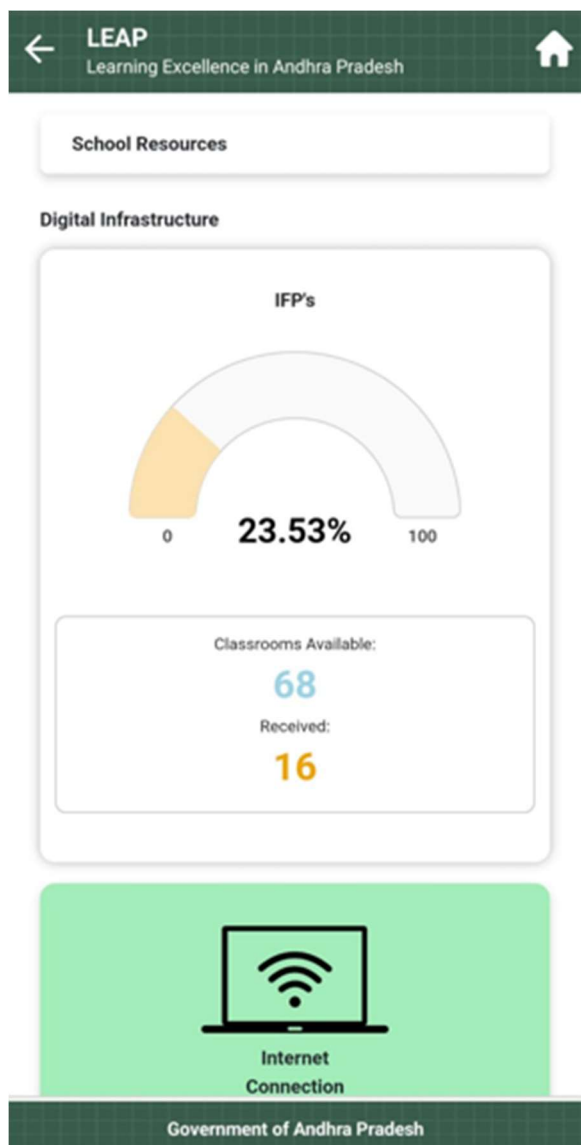 LEAP
Learning Excellence in Andhra Pradesh
School Resources
Digital Infrastructure
IFP's
0
23.53%
100
Classrooms Available:
68
Received:
16
Internet
Connection
Government of Andhra Pradesh